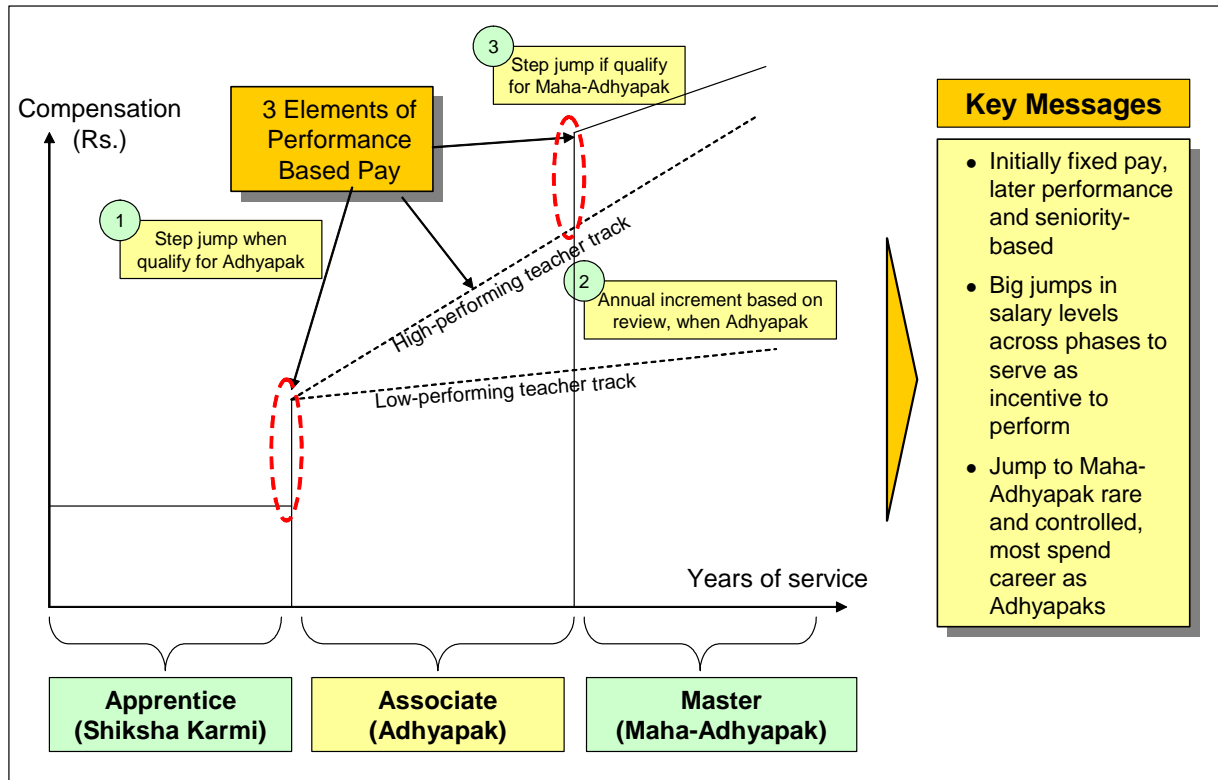 Compensation
(Rs.)
3 Elements of
Performance
Based Pay
1
Step jump when
qualify for Adhyapak
3
Step jump if qualify
for Maha-Adhyapak
High-performing teacher track
2
Annual increment based on
review, when Adhyapak
Low-performing teacher track
Years of service
Apprentice
(Shiksha Karmi)
Associate
(Adhyapak)
Master
(Maha-Adhyapak)
Key Messages
• Initially fixed pay,
later performance
and seniority-
based
• Big jumps in
salary levels
across phases to
serve as
incentive to
perform
• Jump to Maha-
Adhyapak rare
and controlled,
most spend
career as
Adhyapaks